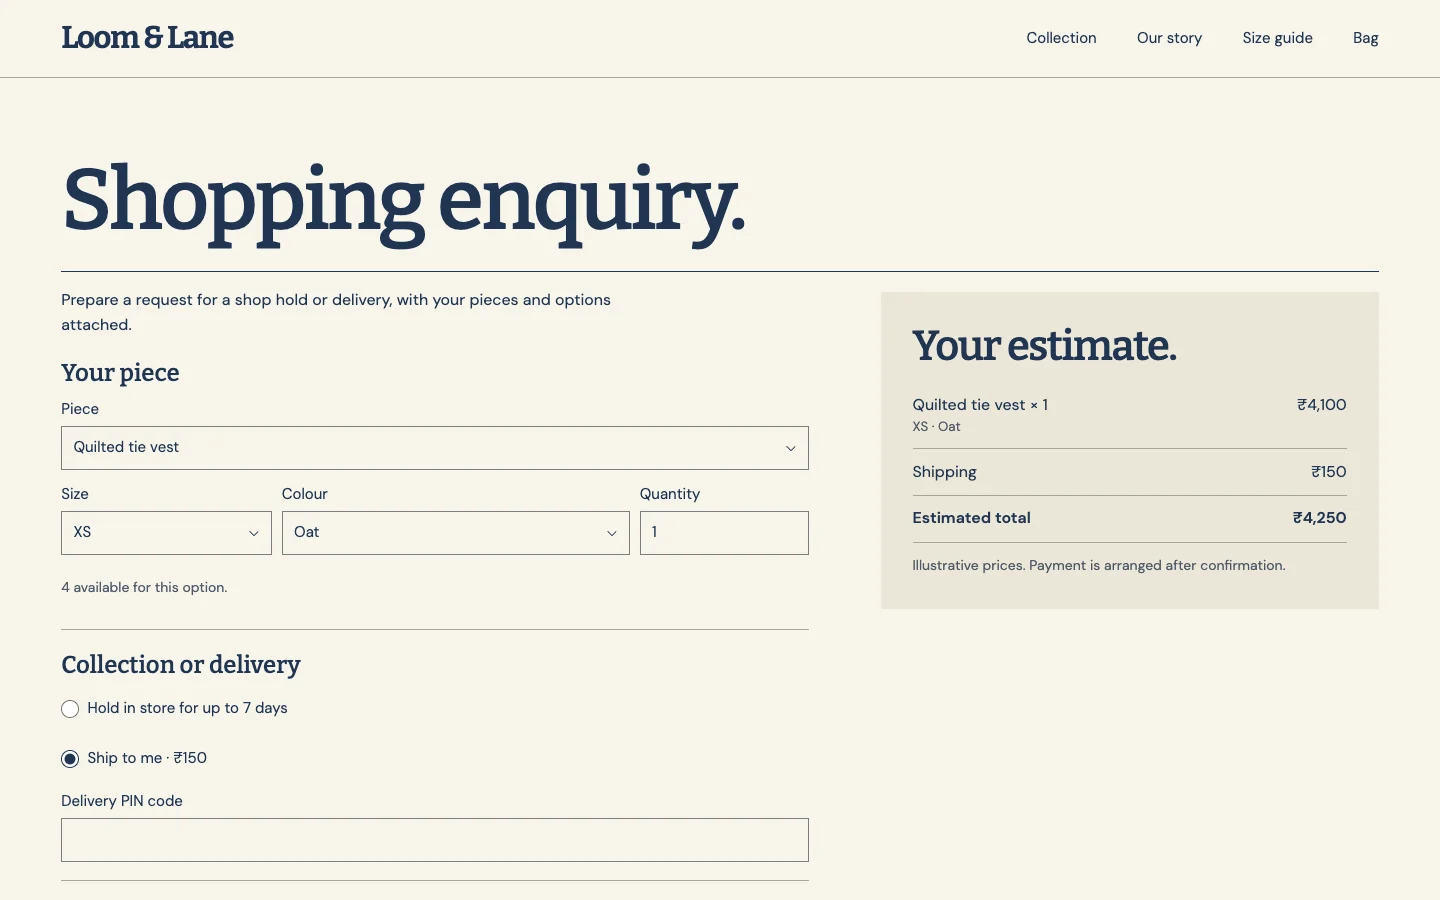 Loom & Lane
Collection
Our story
Size guide
Bag
Shopping enquiry.
Prepare a request for a shop hold or delivery, with your pieces and options
attached.
Your piece
Piece
Quilted tie vest
Size
Colour
Quantity
XS
Oat
1
4 available for this option.
Collection or delivery
Hold in store for up to 7 days
Ship to me · ₹150
Delivery PIN code
Your estimate.
Quilted tie vest × 1 ₹4,100
XS · Oat
Shipping ₹150
Estimated total ₹4,250
Illustrative prices. Payment is arranged after confirmation.